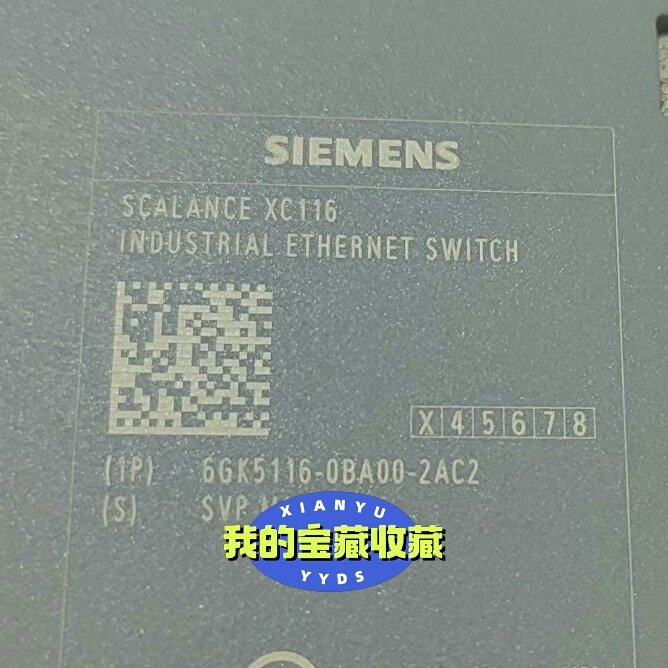 SIEMENS
SCALANCE XC116
INDUSTRIAL ETHERNET SWITCH
X 4 5 6 7 8
(1P) 6GK5116-0BA00-2AC2
(S) SVP
XIANYU
我的宝藏收藏
YYDS